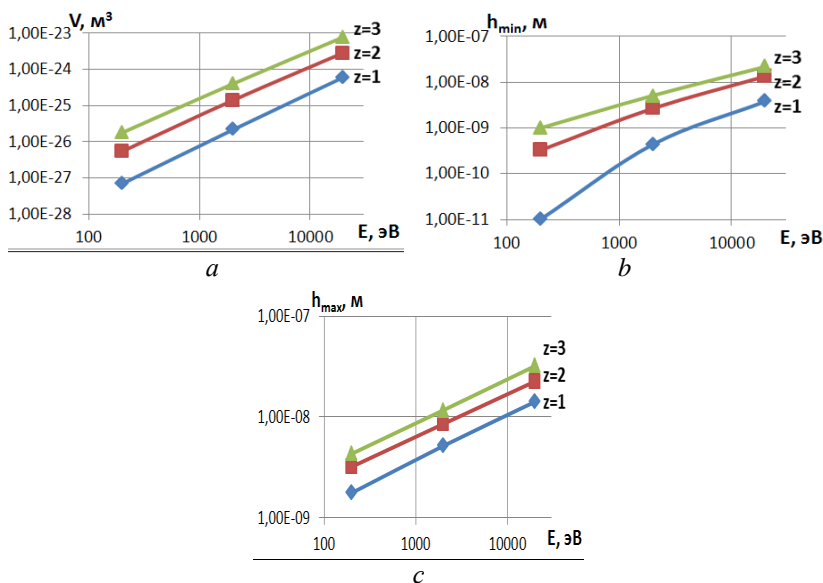 V, м³
1,00E-23
1,00E-24
1,00E-25
1,00E-26
1,00E-27
1,00E-28
z=3
z=2
z=1
100 1000 10000 E, эВ
a
hmin, м
1,00E-07
1,00E-08
1,00E-09
1,00E-10
1,00E-11
z=3
z=2
z=1
100 1000 10000 E, эВ
b
hmax, м
1,00E-07
1,00E-08
1,00E-09
z=3
z=2
z=1
100 1000 10000 E, эВ
c